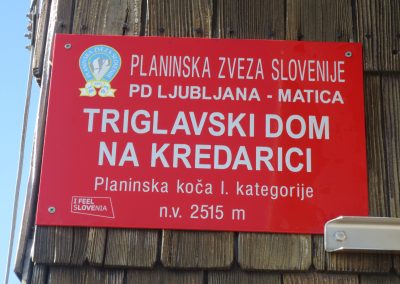 PLANINSKA ZVEZA SLOVENIJE
PD LJUBLJANA - MATICA
TRIGLAVSKI DOM
NA KREDARICI
Planinska koča I. kategorije
n.v. 2515 m
I FEEL
SLOVENIA